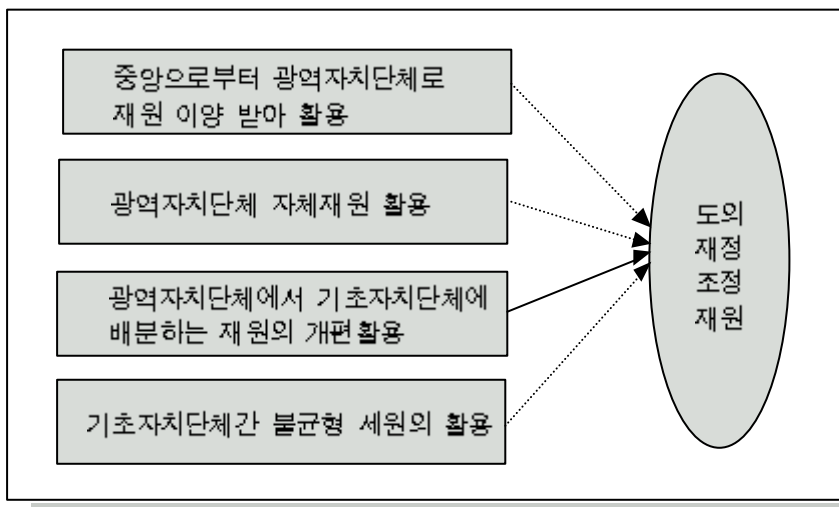 중앙으로부터 광역자치단체로
재원 이양 받아 활용
광역자치단체 자체재원 활용
광역자치단체에서 기초자치단체에
배분하는 재원의 개편활용
기초자치단체간 불균형 세원의 활용
도의
재정
조정
재원